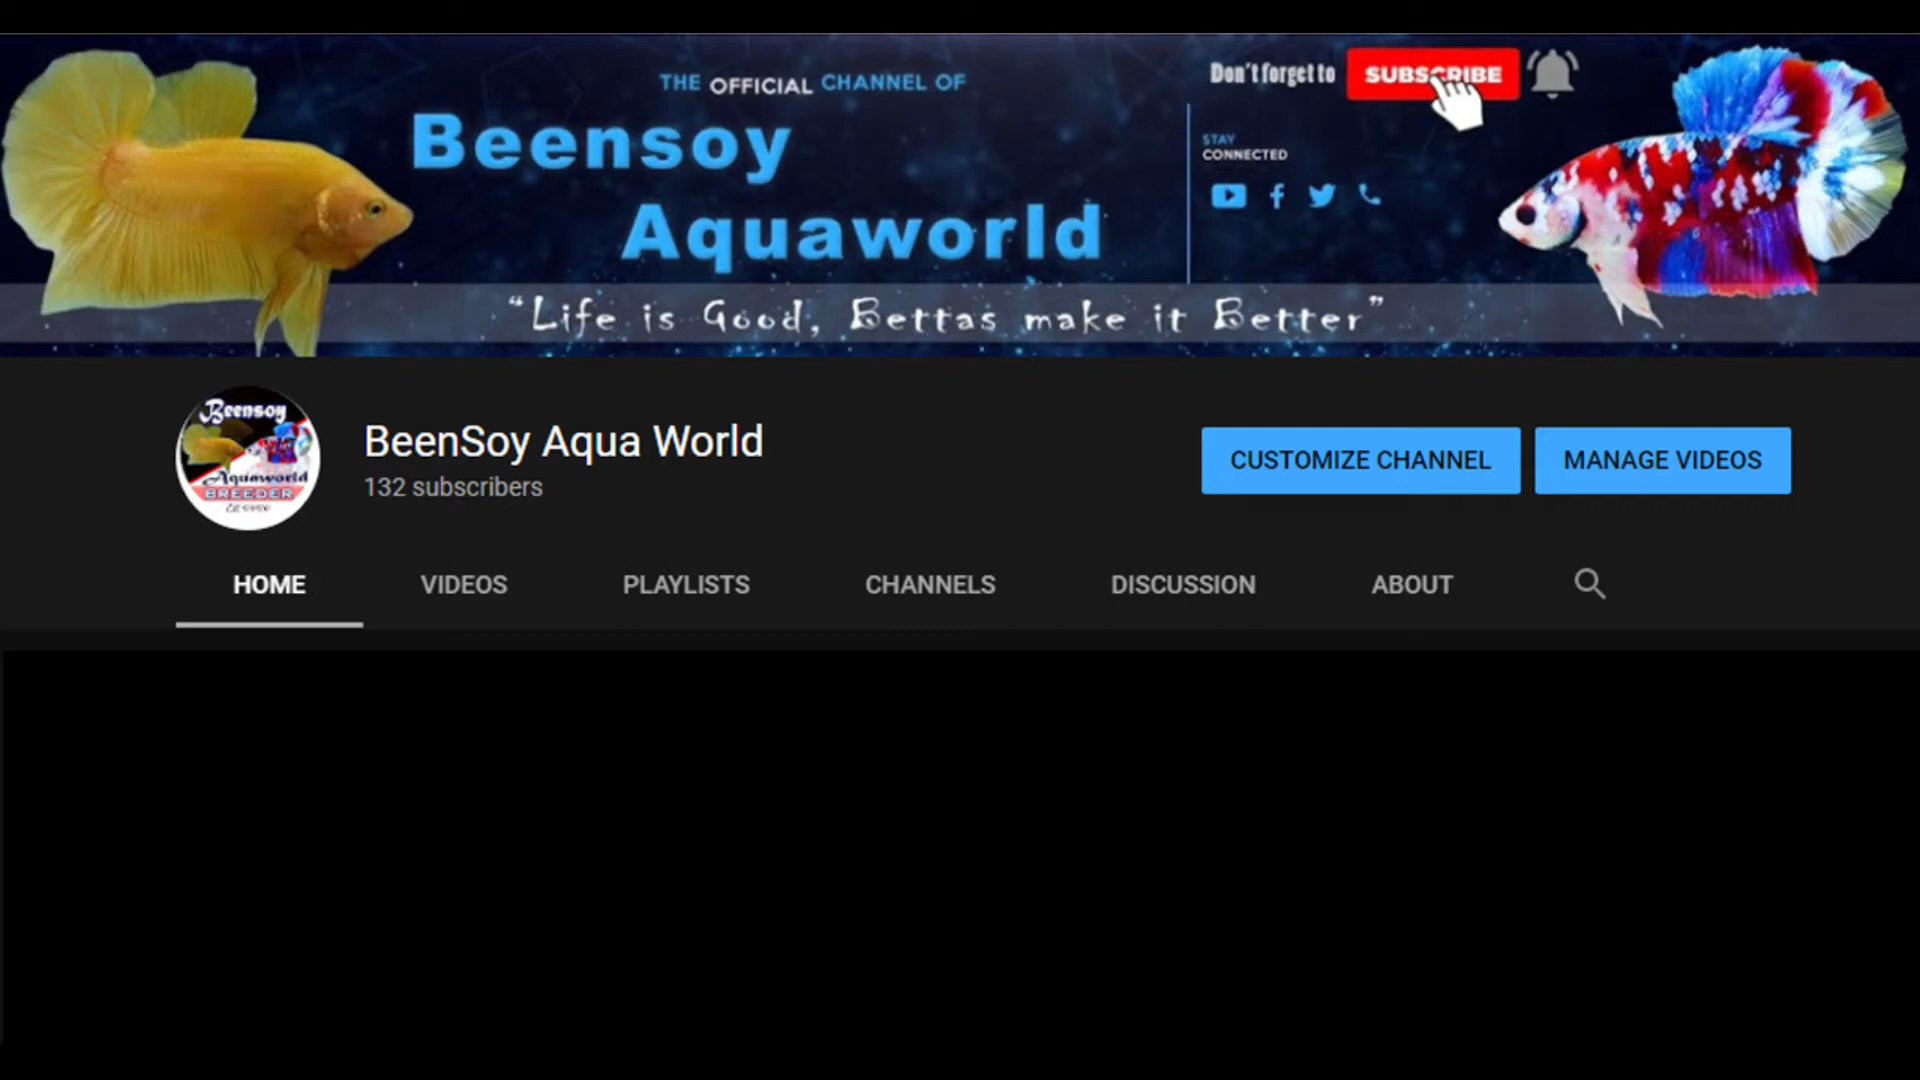 THE OFFICIAL CHANNEL OF
Beensoy
Aquaworld
Don't forget to SUBSCRIBE
STAY
CONNECTED
“Life is Good, Bettas make it Better”
Beensoy
Aquaworld
BREEDER
BeenSoy Aqua World
132 subscribers
CUSTOMIZE CHANNEL MANAGE VIDEOS
HOME VIDEOS PLAYLISTS CHANNELS DISCUSSION ABOUT